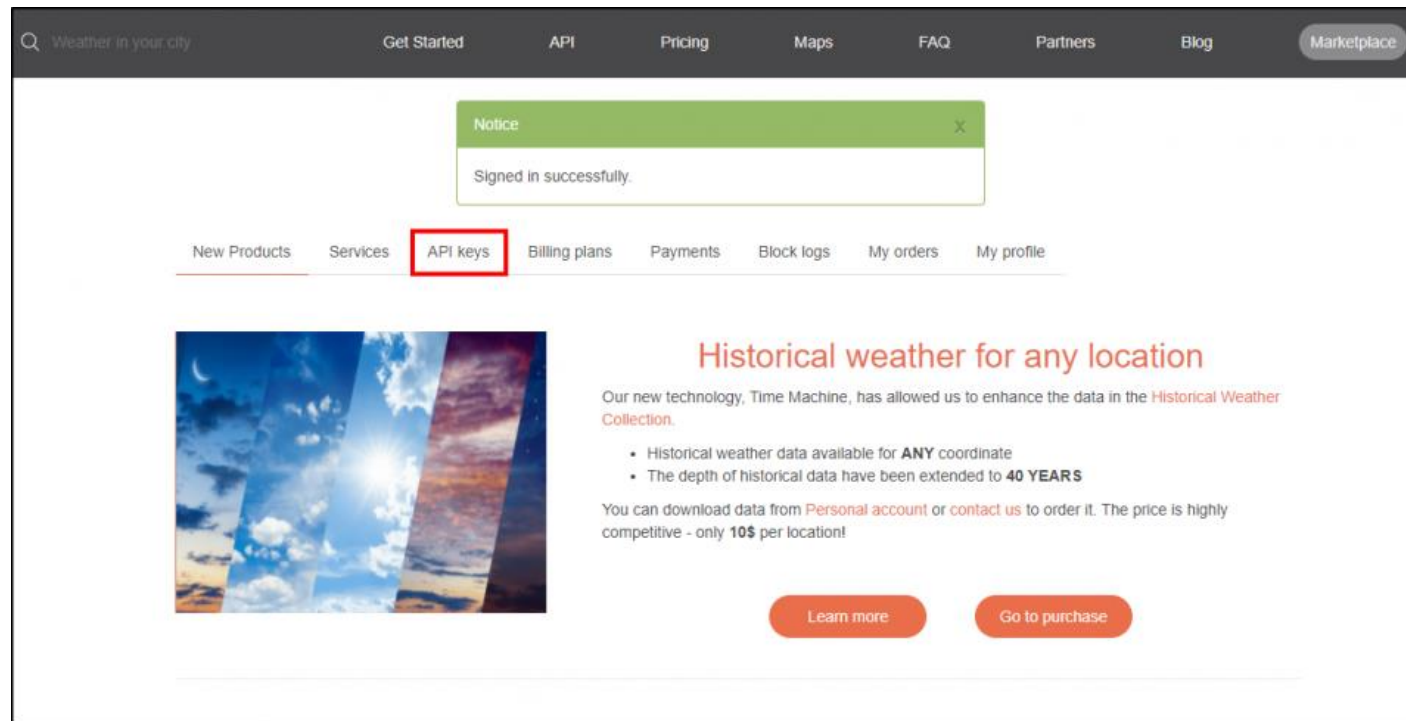 Weather in your city Get Started API Pricing Maps FAQ Partners Blog Marketplace
Notice x
Signed in successfully.
New Products Services API keys Billing plans Payments Block logs My orders My profile
Historical weather for any location
Our new technology, Time Machine, has allowed us to enhance the data in the Historical Weather
Collection.
• Historical weather data available for ANY coordinate
• The depth of historical data have been extended to 40 YEARS
You can download data from Personal account or contact us to order it. The price is highly
competitive - only 10$ per location!
Learn more Go to purchase